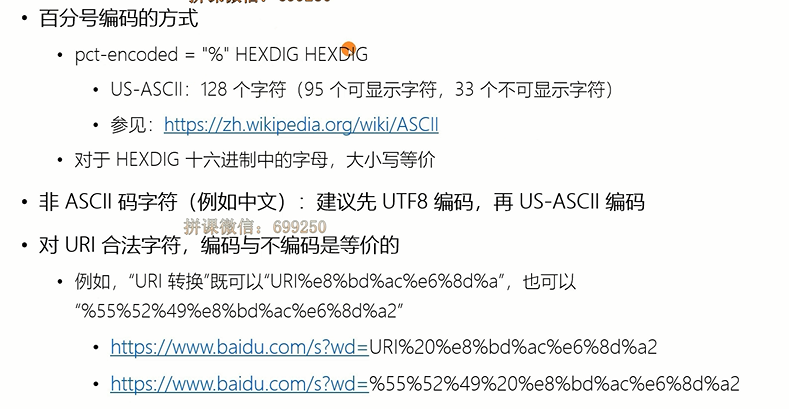 拼课微信：699250
• 百分号编码的方式
• pct-encoded = "%" HEXDIG HEXDIG
• US-ASCII：128 个字符（95 个可显示字符，33 个不可显示字符）
• 参见：https://zh.wikipedia.org/wiki/ASCII
• 对于 HEXDIG 十六进制中的字母，大小写等价
• 非 ASCII 码字符（例如中文）：建议先 UTF8 编码，再 US-ASCII 编码
拼课微信：699250
• 对 URI 合法字符，编码与不编码是等价的
• 例如，“URI 转换”既可以“URI%e8%bd%ac%e6%8d%a”，也可以
“%55%52%49%e8%bd%ac%e6%8d%a2”
• https://www.baidu.com/s?wd=URI%20%e8%bd%ac%e6%8d%a2
• https://www.baidu.com/s?wd=%55%52%49%20%e8%bd%ac%e6%8d%a2